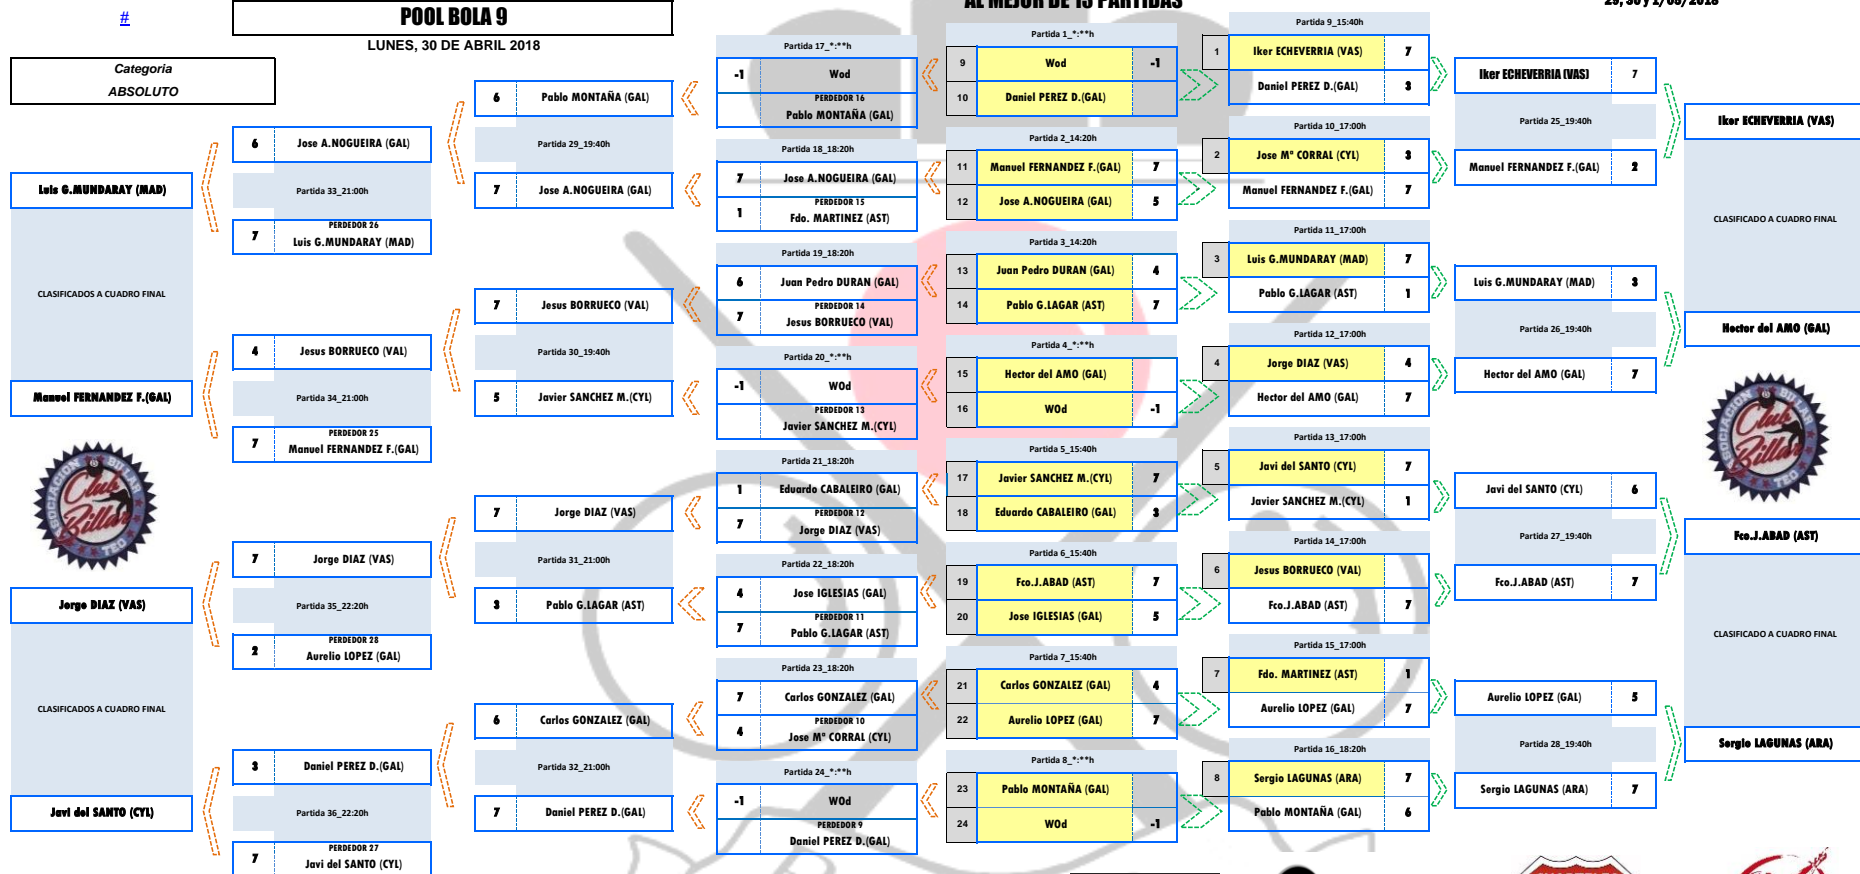 #
POOL BOLA 9
LUNES, 30 DE ABRIL 2018
AL MEJOR DE 15 PARTIDAS
29, 30 y 1/05/2018
Categoria
ABSOLUTO
Luis G.MUNDARAY (MAD)
CLASIFICADOS A CUADRO FINAL
Manuel FERNANDEZ F.(GAL)
Jorge DIAZ (VAS)
CLASIFICADOS A CUADRO FINAL
Javi del SANTO (CYL)
6 Jose A.NOGUEIRA (GAL)
Partida 33_21:00h
PERDEDOR 26
7 Luis G.MUNDARAY (MAD)
4 Jesus BORRUECO (VAL)
Partida 34_21:00h
PERDEDOR 25
7 Manuel FERNANDEZ F.(GAL)
7 Jorge DIAZ (VAS)
Partida 35_22:20h
PERDEDOR 28
2 Aurelio LOPEZ (GAL)
3 Daniel PEREZ D.(GAL)
Partida 36_22:20h
PERDEDOR 27
7 Javi del SANTO (CYL)
6 Pablo MONTAÑA (GAL)
Partida 29_19:40h
7 Jose A.NOGUEIRA (GAL)
7 Jesus BORRUECO (VAL)
Partida 30_19:40h
5 Javier SANCHEZ M.(CYL)
7 Jorge DIAZ (VAS)
Partida 31_21:00h
3 Pablo G.LAGAR (AST)
6 Carlos GONZALEZ (GAL)
Partida 32_21:00h
7 Daniel PEREZ D.(GAL)
Partida 17_*:**h
-1 Wod
PERDEDOR 16
Pablo MONTAÑA (GAL)
Partida 18_18:20h
7 Jose A.NOGUEIRA (GAL)
PERDEDOR 15
1 Fdo. MARTINEZ (AST)
Partida 19_18:20h
6 Juan Pedro DURAN (GAL)
PERDEDOR 14
7 Jesus BORRUECO (VAL)
Partida 20_*:**h
-1 WOd
PERDEDOR 13
Javier SANCHEZ M.(CYL)
Partida 21_18:20h
1 Eduardo CABALEIRO (GAL)
PERDEDOR 12
7 Jorge DIAZ (VAS)
Partida 22_18:20h
4 Jose IGLESIAS (GAL)
PERDEDOR 11
7 Pablo G.LAGAR (AST)
Partida 23_18:20h
7 Carlos GONZALEZ (GAL)
PERDEDOR 10
4 Jose Mª CORRAL (CYL)
Partida 24_*:**h
-1 WOd
PERDEDOR 9
Daniel PEREZ D.(GAL)
Partida 1_*:**h
9 Wod -1
10 Daniel PEREZ D.(GAL)
Partida 2_14:20h
11 Manuel FERNANDEZ F.(GAL) 7
12 Jose A.NOGUEIRA (GAL) 5
Partida 3_14:20h
13 Juan Pedro DURAN (GAL) 4
14 Pablo G.LAGAR (AST) 7
Partida 4_*:**h
15 Hector del AMO (GAL)
16 WOd -1
Partida 5_15:40h
17 Javier SANCHEZ M.(CYL) 7
18 Eduardo CABALEIRO (GAL) 3
Partida 6_15:40h
19 Fco.J.ABAD (AST) 7
20 Jose IGLESIAS (GAL) 5
Partida 7_15:40h
21 Carlos GONZALEZ (GAL) 4
22 Aurelio LOPEZ (GAL) 7
Partida 8_*:**h
23 Pablo MONTAÑA (GAL)
24 WOd -1
Partida 9_15:40h
1 Iker ECHEVERRIA (VAS) 7
Daniel PEREZ D.(GAL) 3
Partida 10_17:00h
2 Jose Mª CORRAL (CYL) 3
Manuel FERNANDEZ F.(GAL) 7
Partida 11_17:00h
3 Luis G.MUNDARAY (MAD) 7
Pablo G.LAGAR (AST) 1
Partida 12_17:00h
4 Jorge DIAZ (VAS) 4
Hector del AMO (GAL) 7
Partida 13_17:00h
5 Javi del SANTO (CYL) 7
Javier SANCHEZ M.(CYL) 1
Partida 14_17:00h
6 Jesus BORRUECO (VAL)
Fco.J.ABAD (AST) 7
Partida 15_17:00h
7 Fdo. MARTINEZ (AST) 1
Aurelio LOPEZ (GAL) 7
Partida 16_18:20h
8 Sergio LAGUNAS (ARA) 7
Pablo MONTAÑA (GAL) 6
Iker ECHEVERRIA (VAS) 7
Partida 25_19:40h
Manuel FERNANDEZ F.(GAL) 2
Luis G.MUNDARAY (MAD) 3
Partida 26_19:40h
Hector del AMO (GAL) 7
Javi del SANTO (CYL) 6
Partida 27_19:40h
Fco.J.ABAD (AST) 7
Aurelio LOPEZ (GAL) 5
Partida 28_19:40h
Sergio LAGUNAS (ARA) 7
Iker ECHEVERRIA (VAS)
CLASIFICADO A CUADRO FINAL
Hector del AMO (GAL)
Fco.J.ABAD (AST)
CLASIFICADO A CUADRO FINAL
Sergio LAGUNAS (ARA)
ASOCIACION BILLAR
Club
Billar
TEO
ASOCIACION BILLAR
Club
Billar
TEO